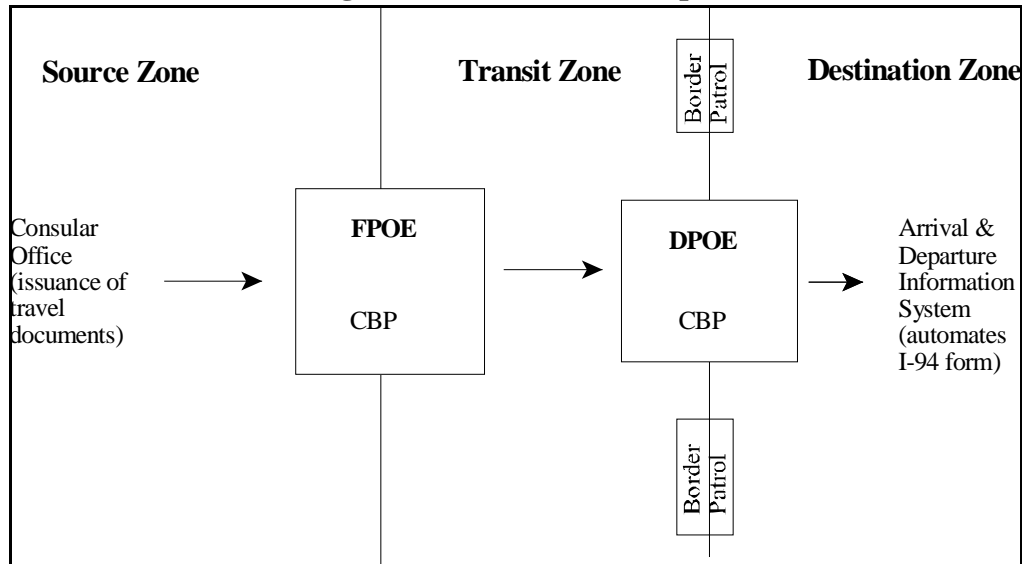 Source Zone
Transit Zone
Destination Zone
Border
Patrol
Consular
Office
(issuance of
travel
documents)
FPOE
CBP
DPOE
CBP
Arrival &
Departure
Information
System
(automates
I-94 form)
Border
Patrol